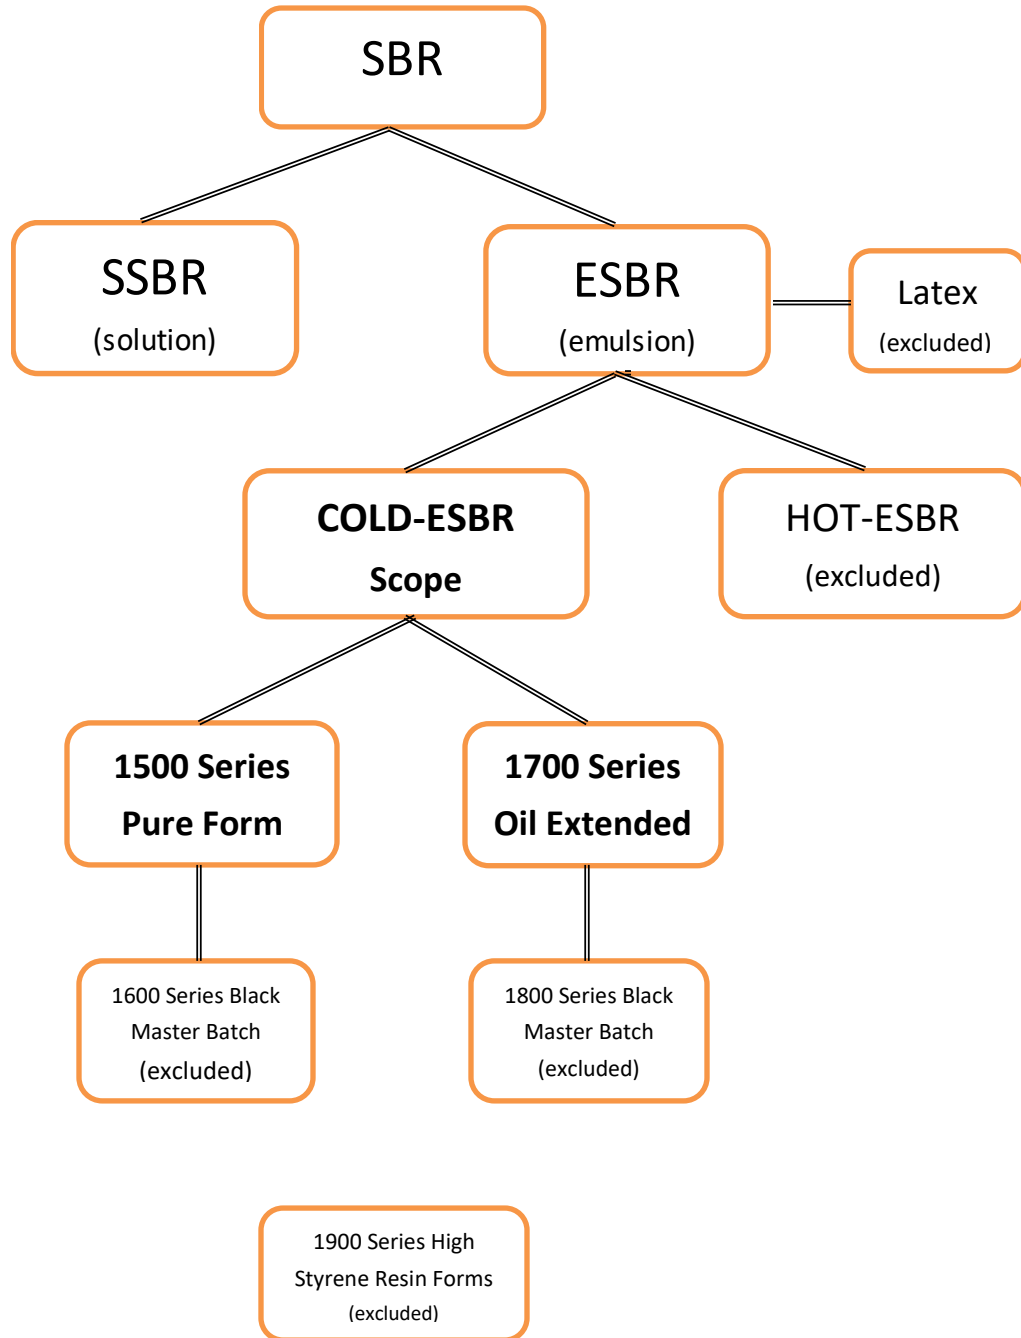 SBR
SSBR
(solution)
ESBR
(emulsion)
Latex
(excluded)
COLD-ESBR
Scope
HOT-ESBR
(excluded)
1500 Series
Pure Form
1700 Series
Oil Extended
1600 Series Black
Master Batch
(excluded)
1800 Series Black
Master Batch
(excluded)
1900 Series High
Styrene Resin Forms
(excluded)